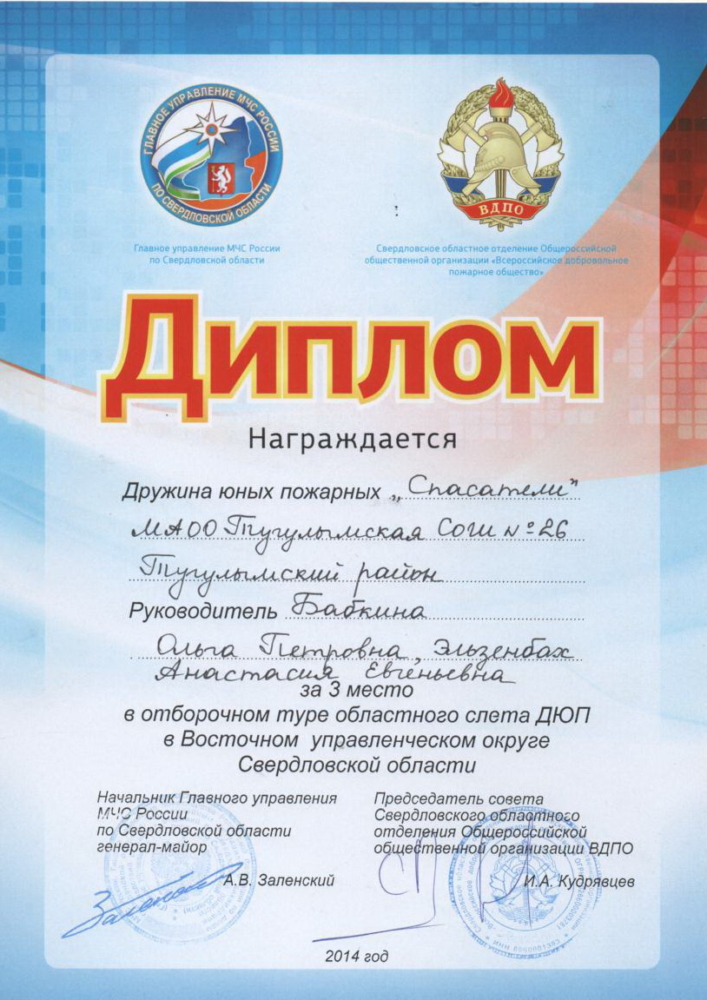 ГЛАВНОЕ УПРАВЛЕНИЕ МЧС РОССИИ
ПО СВЕРДЛОВСКОЙ ОБЛАСТИ
ВДПО
Главное управление МЧС России
по Свердловской области
Свердловское областное отделение Общероссийской
общественной организации «Всероссийское добровольное
пожарное общество»
Диплом
Награждается
Дружина юных пожарных „Спасатели"
МАОО Тугулымская СОШ №26
Тугулымский район
Руководитель Бабкина
Ольга Петровна, Эльзенбах
Анастасия Евгеньевна
за 3 место
в отборочном туре областного слета ДЮП
в Восточном управленческом округе
Свердловской области
Начальник Главного управления
МЧС России
по Свердловской области
генерал-майор
А.В. Заленский
Председатель совета
Свердловского областного
отделения Общероссийской
общественной организации ВДПО
И.А. Кудрявцев
2014 год